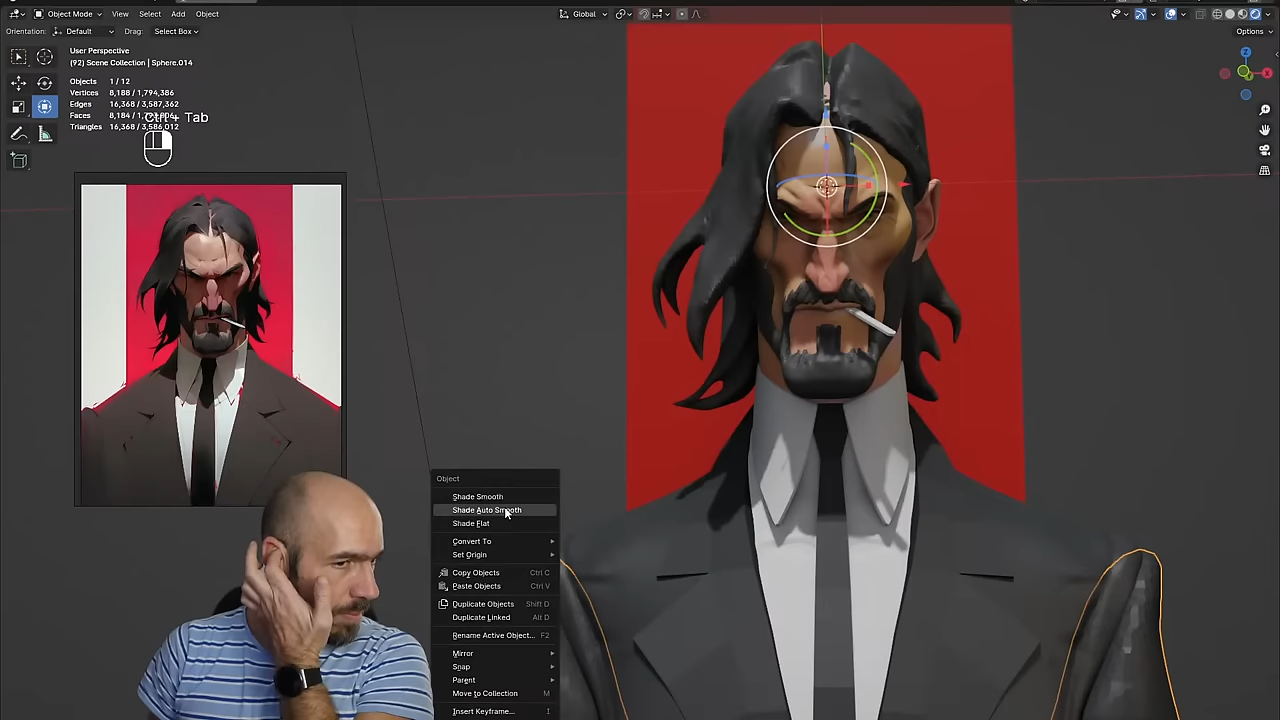 Object Mode
View
Select
Add
Object
Global
Orientation:
Default
Drag:
Select Box
Options
User Perspective
(92) Scene Collection | Sphere.014
Objects 1 / 12
Vertices 8,188 / 1,794,386
Edges 16,368 / 3,587,362
Faces 8,184 /
Triangles 16,368 / 3,586,012
Ctrl + Tab
Z
X
Object
Shade Smooth
Shade Auto Smooth
Shade Flat
Convert To
Set Origin
Copy Objects Ctrl C
Paste Objects Ctrl V
Duplicate Objects Shift D
Duplicate Linked Alt D
Rename Active Object... F2
Mirror
Snap
Parent
Move to Collection M
Insert Keyframe... I